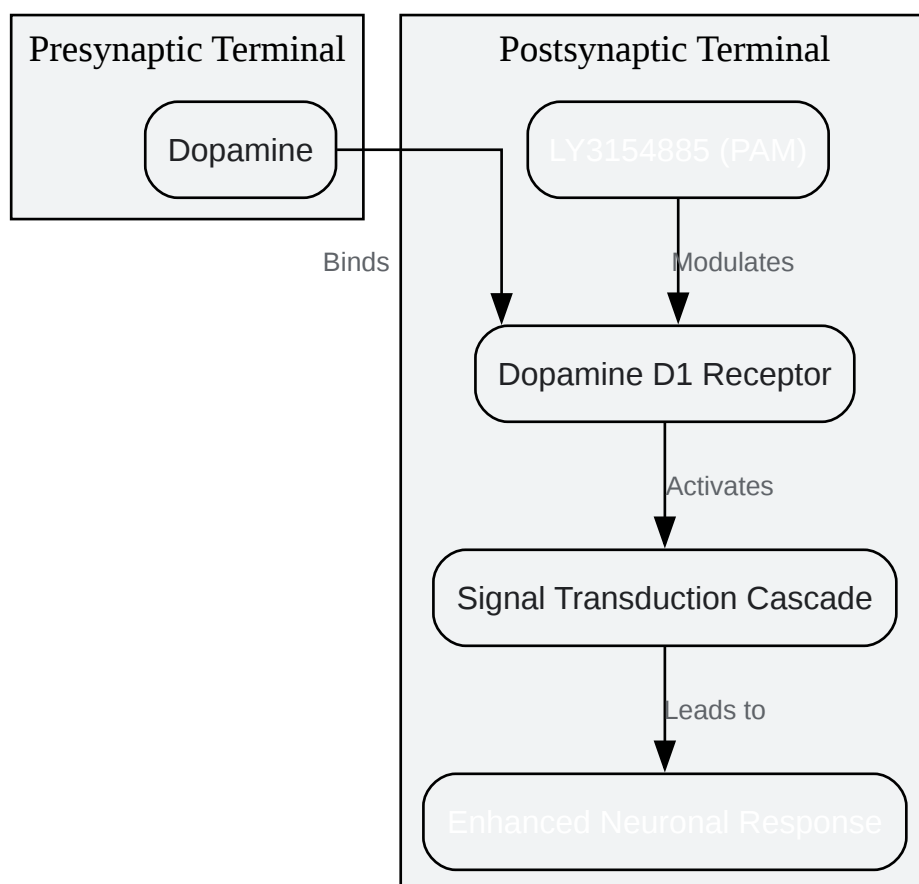 Presynaptic Terminal
Postsynaptic Terminal
Dopamine
LY3154885 (PAM)
Binds
Modulates
Dopamine D1 Receptor
Activates
Signal Transduction Cascade
Leads to
Enhanced Neuronal Response